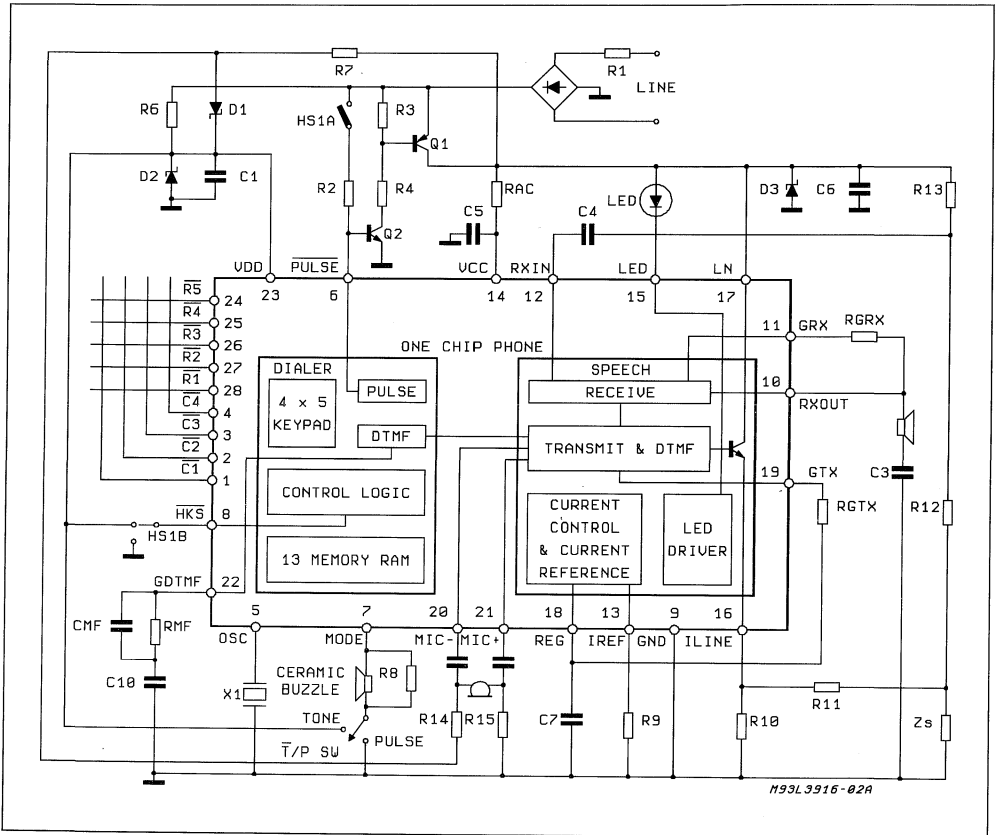 R7
R1
LINE
R6
D1
HS1A
R3
Q1
D2
C1
R2
R4
Q2
RAC
C5
C4
LED
D3
C6
R13
VDD
PULSE
VCC
RXIN
LED
LN
23
6
14
12
15
17
R5
24
R4
25
R3
26
R2
27
R1
28
C4
4
C3
3
C2
2
C1
1
HKS
8
HS1B
GDTMF
22
ONE CHIP PHONE
DIALER
4 x 5
KEYPAD
PULSE
DTMF
CONTROL LOGIC
13 MEMORY RAM
SPEECH
RECEIVE
TRANSMIT & DTMF
CURRENT
CONTROL
& CURRENT
REFERENCE
LED
DRIVER
11
GRX
RGRX
10
RXOUT
19
GTX
C3
RGTX
R12
5
7
20
21
18
13
9
16
OSC
MODE
MIC-
MIC+
REG
IREF
GND
ILINE
CMF
RMF
C10
X1
CERAMIC
BUZZLE
R8
TONE
T/P SW
PULSE
R14
R15
C7
R9
R10
R11
Zs
M93L3916-02A